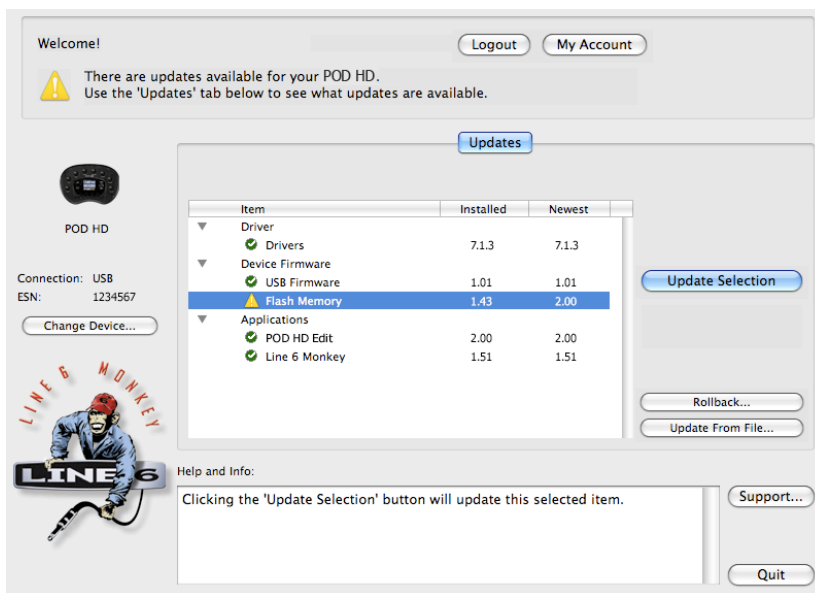 Welcome!
Logout
My Account
There are updates available for your POD HD.
Use the 'Updates' tab below to see what updates are available.
Updates
POD HD
Connection: USB
ESN: 1234567
Change Device...
Item Installed Newest
Driver
Drivers 7.1.3 7.1.3
Device Firmware
USB Firmware 1.01 1.01
Flash Memory 1.43 2.00
Applications
POD HD Edit 2.00 2.00
Line 6 Monkey 1.51 1.51
Update Selection
Rollback...
Update From File...
LINE 6 MONKEY
LINE 6
Help and Info:
Clicking the 'Update Selection' button will update this selected item.
Support...
Quit